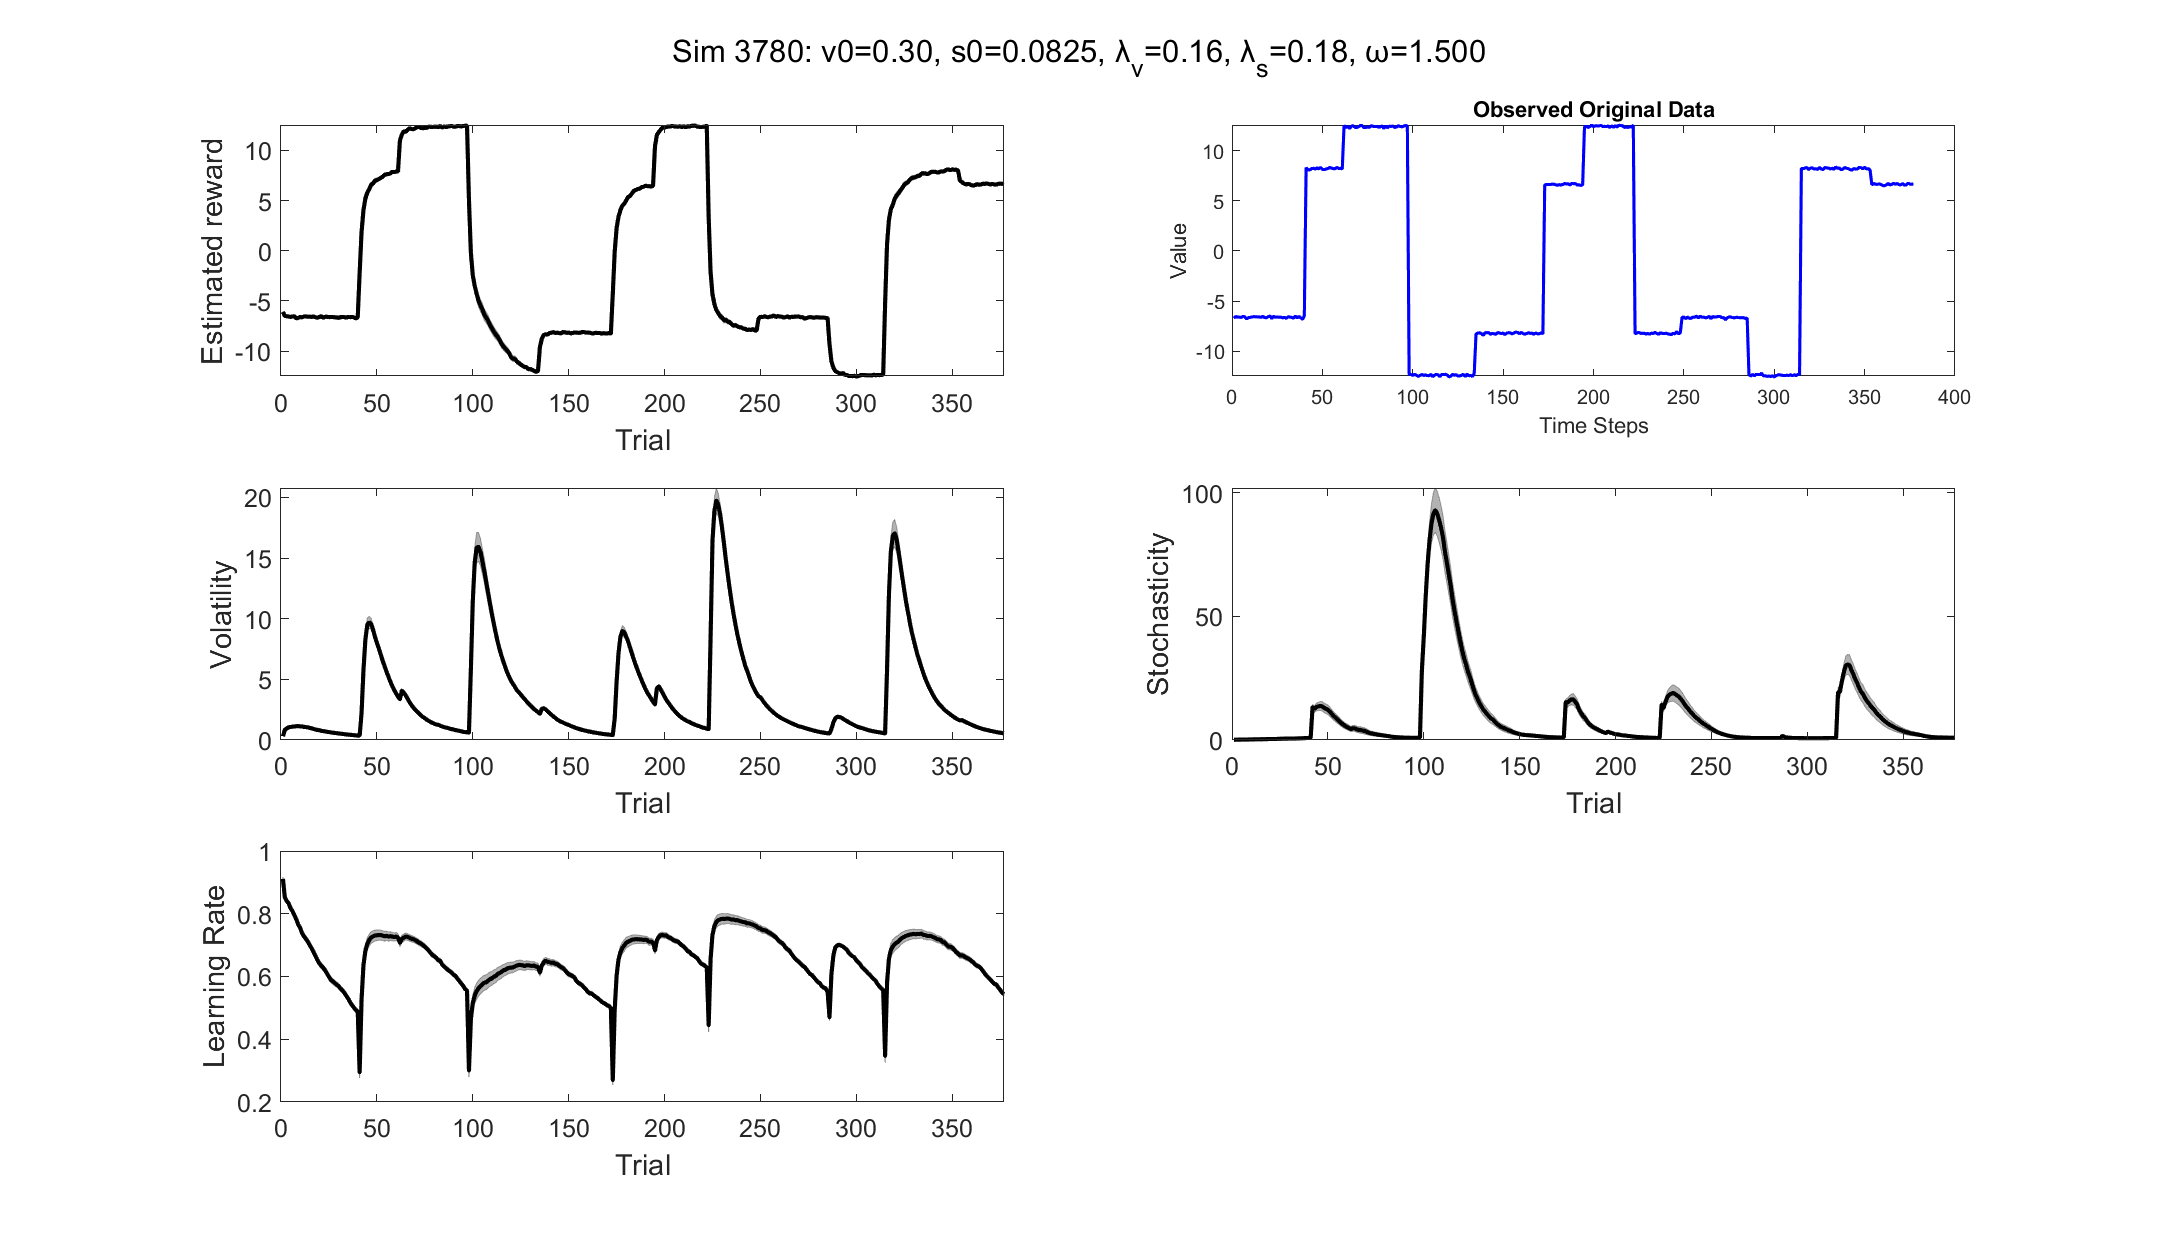 Sim 3780: v0=0.30, s0=0.0825, λv=0.16, λs=0.18, ω=1.500
Estimated reward
10
5
0
-5
-10
0 50 100 150 200 250 300 350
Trial
Observed Original Data
Value
10
5
0
-5
-10
0 50 100 150 200 250 300 350 400
Time Steps
Volatility
20
15
10
5
0
0 50 100 150 200 250 300 350
Trial
Stochasticity
100
50
0
0 50 100 150 200 250 300 350
Trial
Learning Rate
1
0.8
0.6
0.4
0.2
0 50 100 150 200 250 300 350
Trial